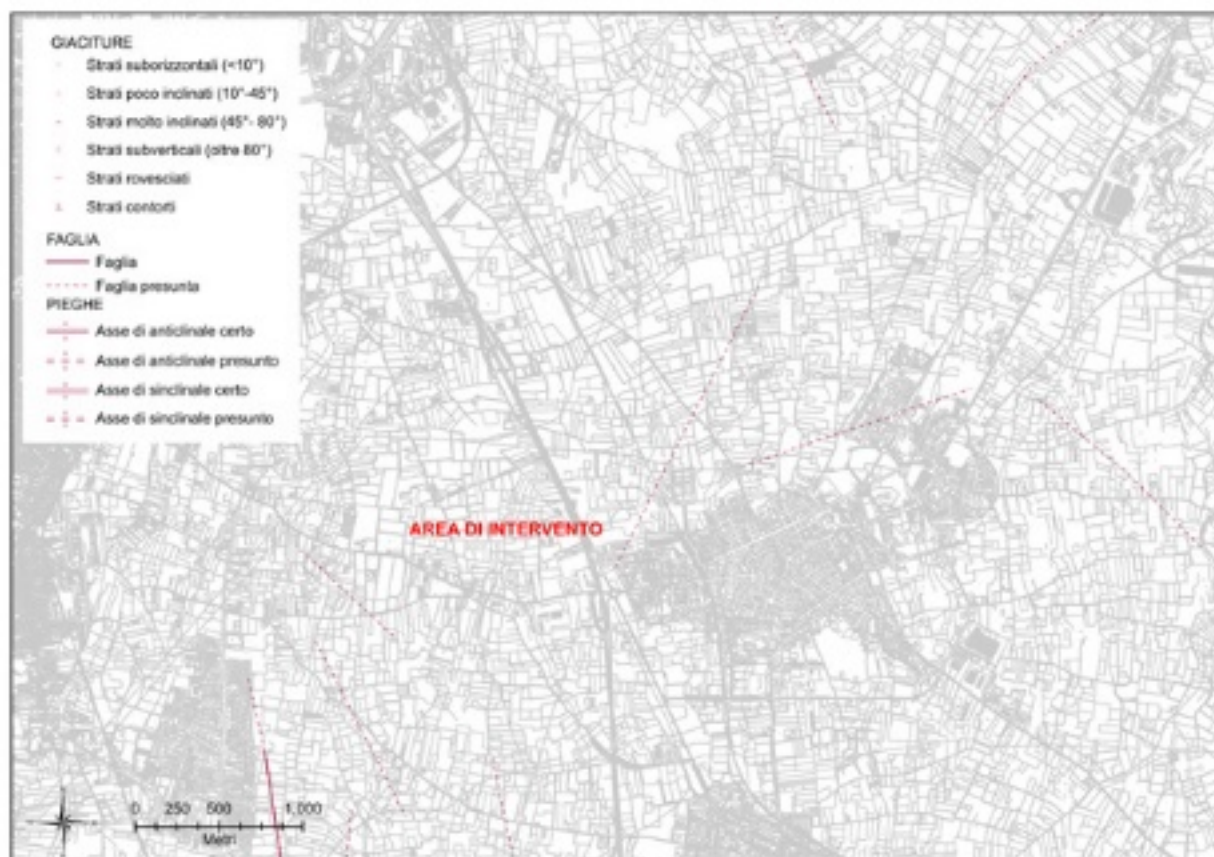 GIACITURE
Strati suborizzontali (<10°)
Strati poco inclinati (10°-45°)
Strati molto inclinati (45°- 80°)
Strati subverticali (oltre 80°)
Strati rovesciati
Strati contorti
FAGLIA
Faglia
Faglia presunta
PIEGHE
Asse di anticlinale certo
Asse di anticlinale presunto
Asse di sinclinale certo
Asse di sinclinale presunto
AREA DI INTERVENTO
0 250 500 1,000
Metri